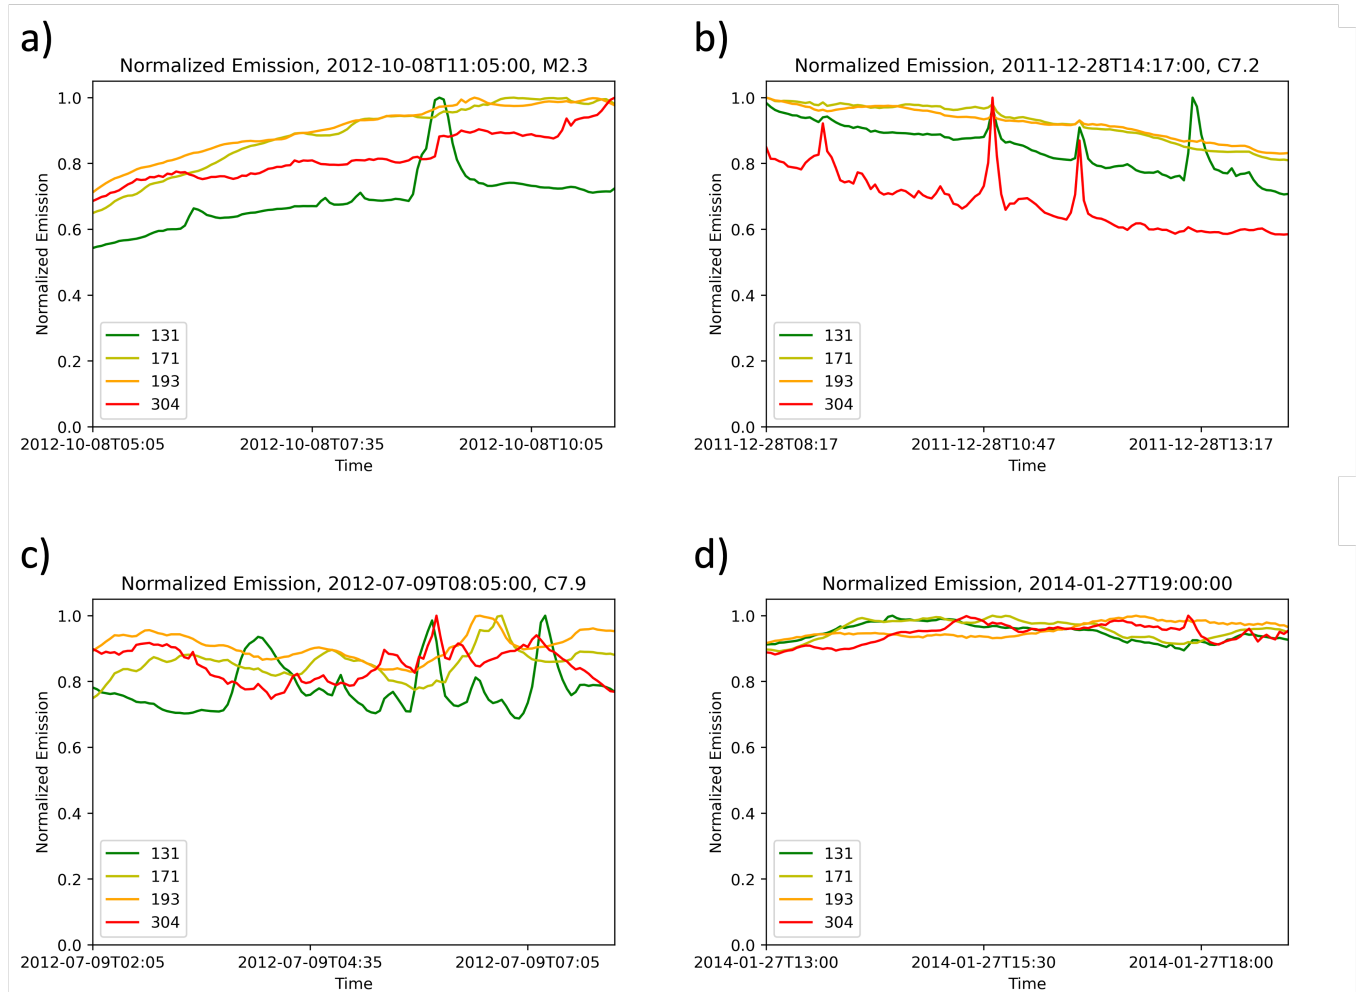 a)
Normalized Emission, 2012-10-08T11:05:00, M2.3
Normalized Emission
1.0
0.8
0.6
0.4
0.2
0.0
131
171
193
304
2012-10-08T05:05 2012-10-08T07:35 2012-10-08T10:05
Time
b)
Normalized Emission, 2011-12-28T14:17:00, C7.2
Normalized Emission
1.0
0.8
0.6
0.4
0.2
0.0
131
171
193
304
2011-12-28T08:17 2011-12-28T10:47 2011-12-28T13:17
Time
c)
Normalized Emission, 2012-07-09T08:05:00, C7.9
Normalized Emission
1.0
0.8
0.6
0.4
0.2
0.0
131
171
193
304
2012-07-09T02:05 2012-07-09T04:35 2012-07-09T07:05
Time
d)
Normalized Emission, 2014-01-27T19:00:00
Normalized Emission
1.0
0.8
0.6
0.4
0.2
0.0
131
171
193
304
2014-01-27T13:00 2014-01-27T15:30 2014-01-27T18:00
Time